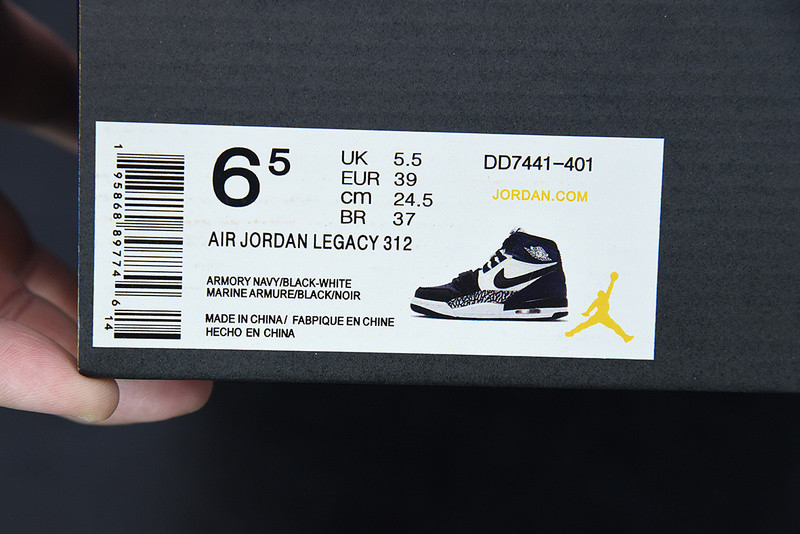 6⁵
UK 5.5
EUR 39
cm 24.5
BR 37
DD7441-401
JORDAN.COM
AIR JORDAN LEGACY 312
ARMORY NAVY/BLACK-WHITE
MARINE ARMURE/BLACK/NOIR
MADE IN CHINA/ FABPIQUE EN CHINE
HECHO EN CHINA
1 95868 89774 6 14